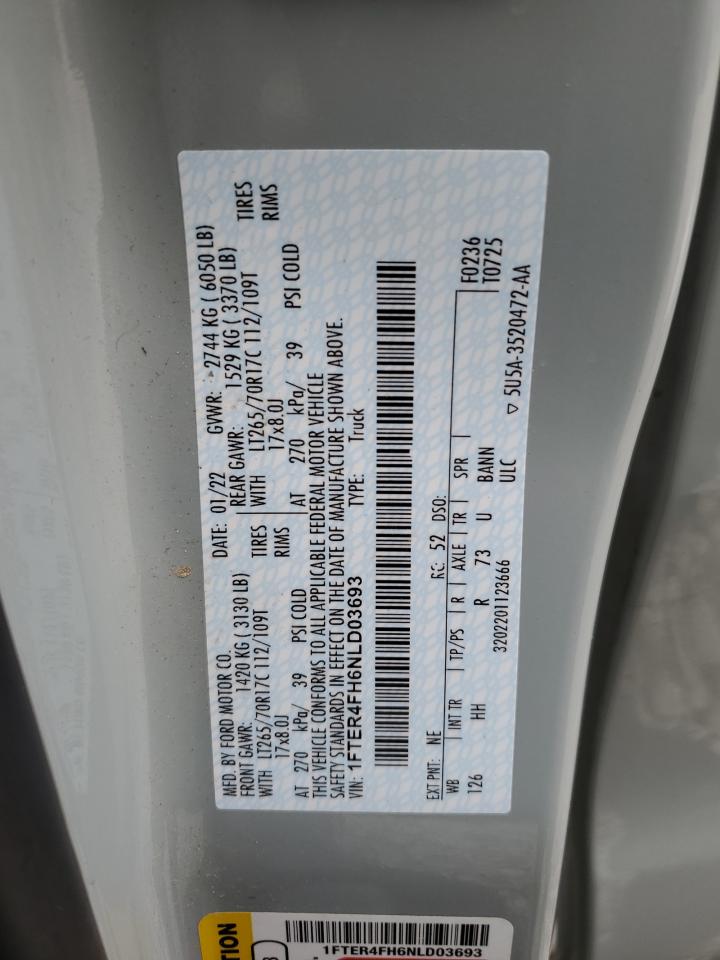 MFD. BY FORD MOTOR CO.
DATE: 01/22
GVWR: 2744 KG ( 6050 LB)
FRONT GAWR: 1420 KG ( 3130 LB)
REAR GAWR: 1529 KG ( 3370 LB)
WITH LT265/70R17C 112/109T TIRES
WITH LT265/70R17C 112/109T TIRES
17x8.0J RIMS
17x8.0J RIMS
AT 270 kPa/ 39 PSI COLD
AT 270 kPa/ 39 PSI COLD
THIS VEHICLE CONFORMS TO ALL APPLICABLE FEDERAL MOTOR VEHICLE
SAFETY STANDARDS IN EFFECT ON THE DATE OF MANUFACTURE SHOWN ABOVE.
VIN: 1FTER4FH6NLD03693
TYPE: Truck
F0236
T0725
EXT PNT: NE RC: 52 DSO:
WB INT TR TP/PS R AXLE TR SPR
126 HH R 73 U BANN
ULC
3202201123666
▽ 5U5A-3520472-AA
1FTER4FH6NLD03693